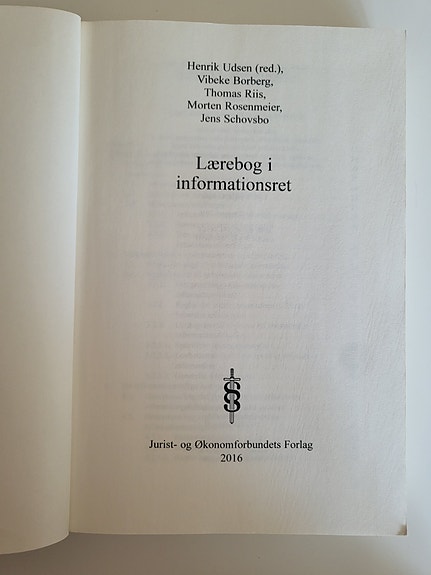 Henrik Udsen (red.),
Vibeke Borberg,
Thomas Riis,
Morten Rosenmeier,
Jens Schovsbo
Lærebog i
informationsret
Jurist- og Økonomforbundets Forlag
2016